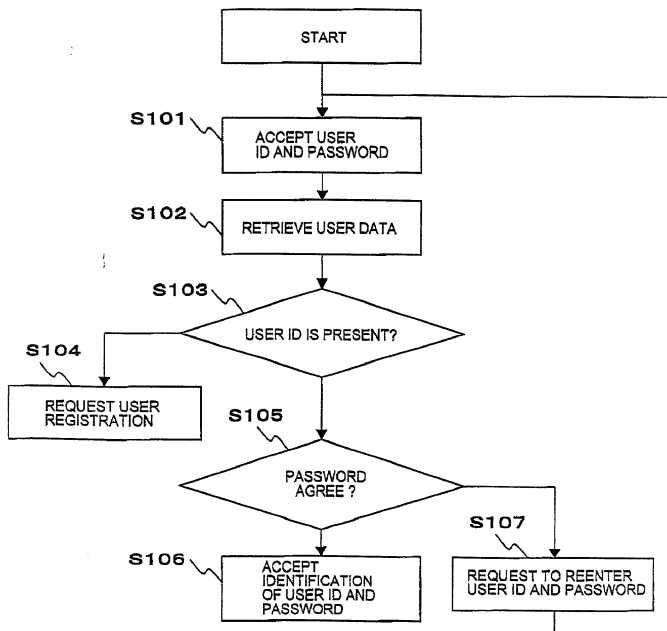 START
S101
ACCEPT USER
ID AND PASSWORD
S102
RETRIEVE USER DATA
S103
USER ID IS PRESENT?
S104
REQUEST USER
REGISTRATION
S105
PASSWORD
AGREE ?
S106
ACCEPT
IDENTIFICATION
OF USER ID AND
PASSWORD
S107
REQUEST TO REENTER
USER ID AND PASSWORD